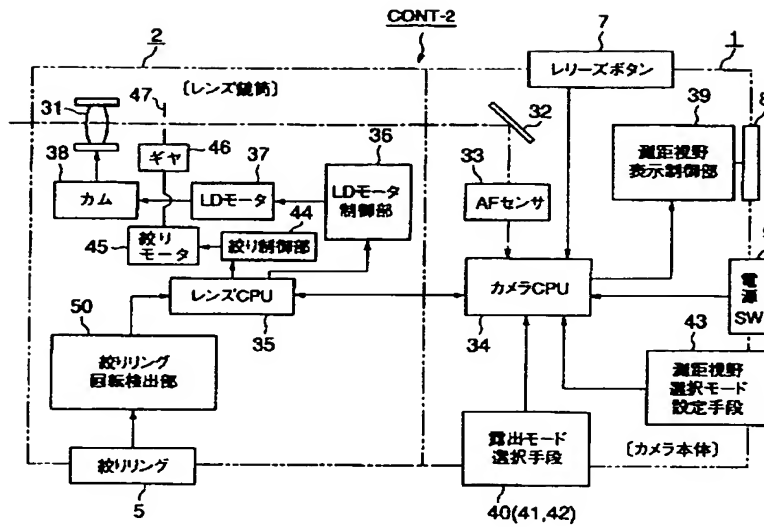 CONT-2
2
7
1
〔レンズ鏡筒〕
レリーズボタン
31
47
32
39
8
測距視野
表示制御部
36
33
ギヤ
46
37
38
カム
LDモータ
LDモータ
制御部
AFセンサ
44
45
絞り
モータ
絞り制御部
レンズCPU
35
カメラCPU
34
9
電源
SW
50
絞りリング
回転検出部
43
測距視野
選択モード
設定手段
露出モード
選択手段
〔カメラ本体〕
絞りリング
5
40(41,42)